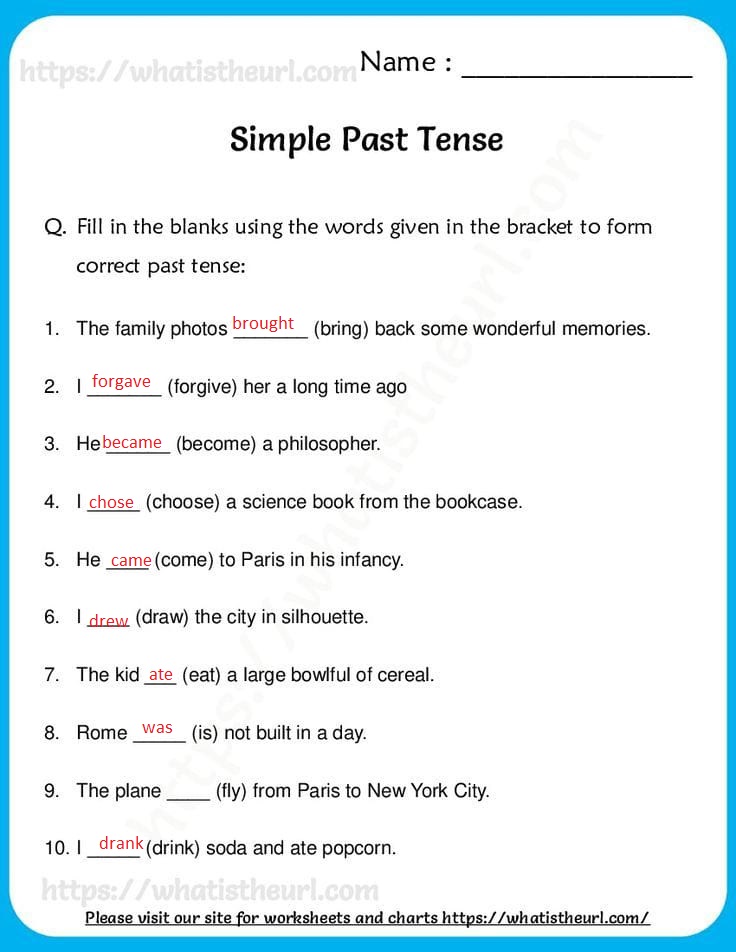 https://whatistheurl.com Name : ________________
Simple Past Tense
Q. Fill in the blanks using the words given in the bracket to form
correct past tense:
1. The family photos brought (bring) back some wonderful memories.
2. I forgave (forgive) her a long time ago
3. He became (become) a philosopher.
4. I chose (choose) a science book from the bookcase.
5. He came (come) to Paris in his infancy.
6. I drew (draw) the city in silhouette.
7. The kid ate (eat) a large bowlful of cereal.
8. Rome was (is) not built in a day.
9. The plane ____ (fly) from Paris to New York City.
10. I drank (drink) soda and ate popcorn.
https://whatistheurl.com
https://whatistheurl.com
Please visit our site for worksheets and charts https://whatistheurl.com/